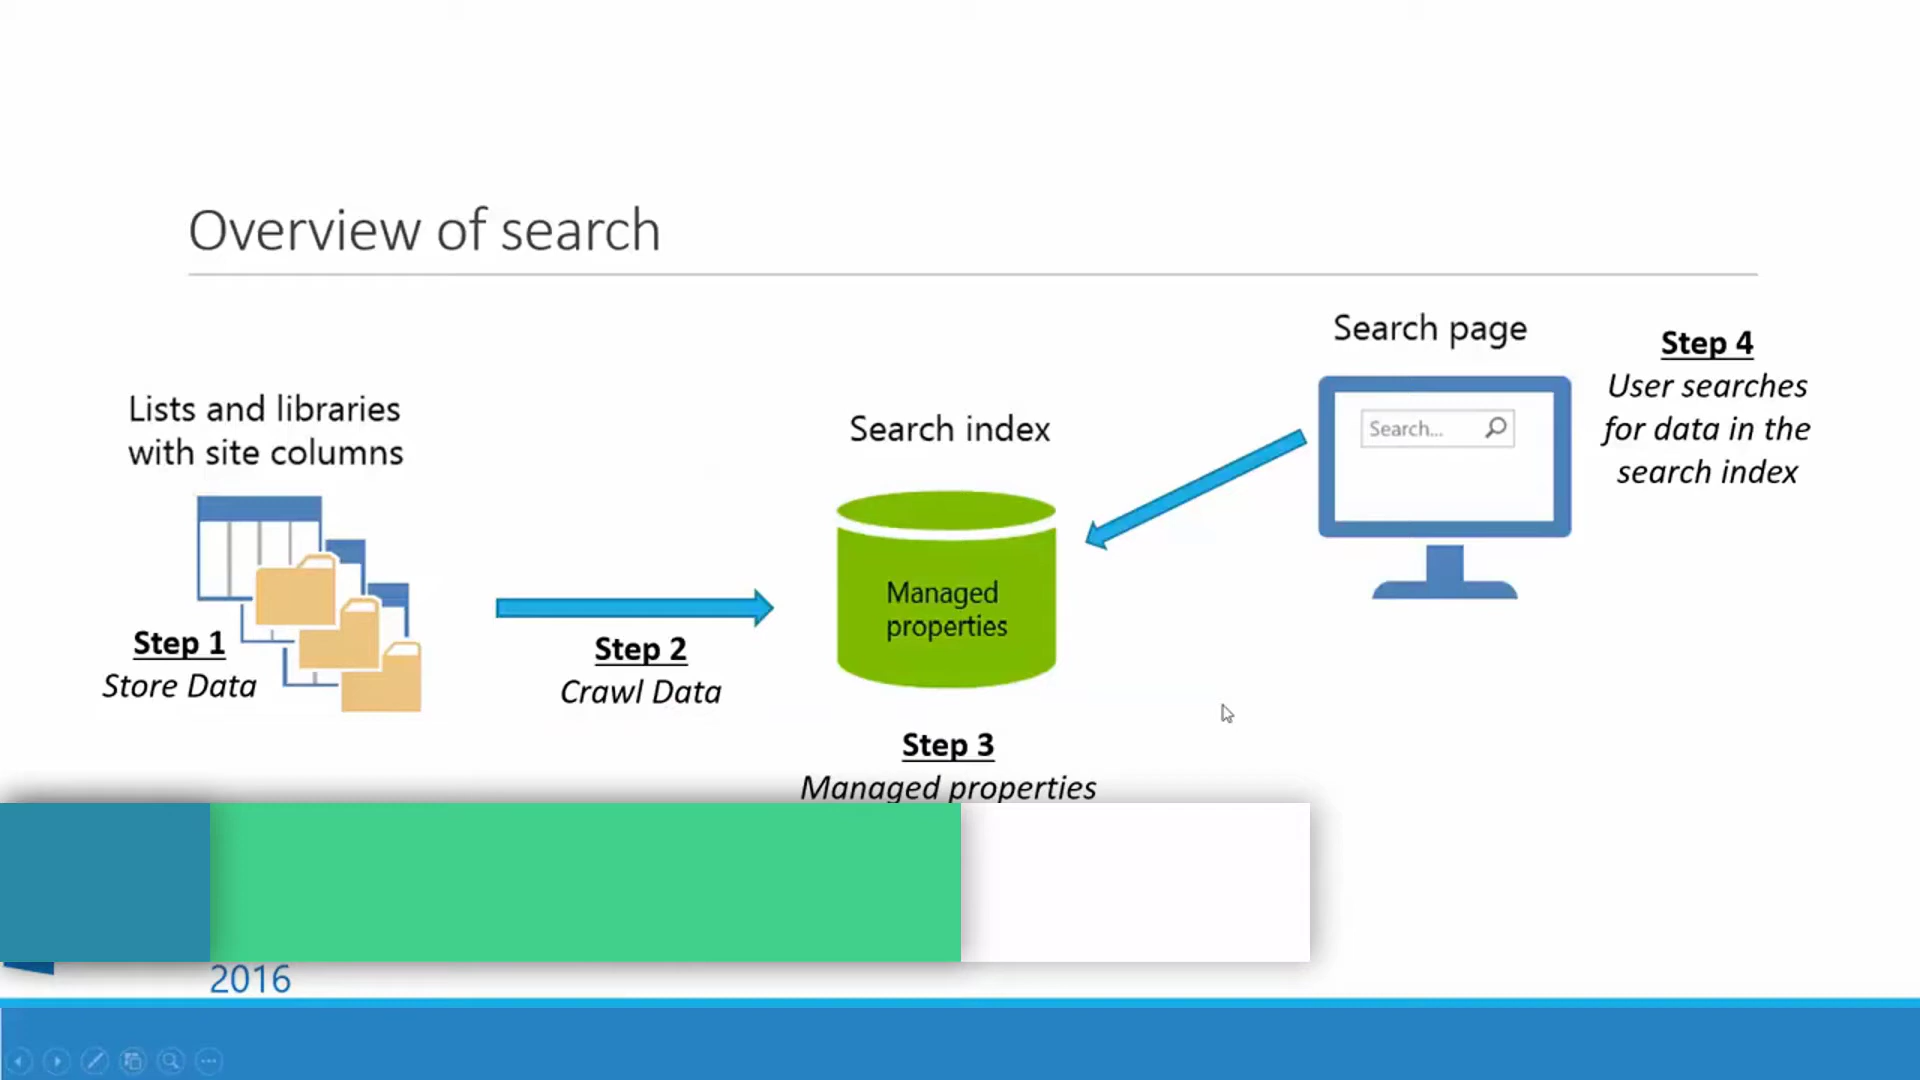 Overview of search
Lists and libraries
with site columns
Step 1
Store Data
Step 2
Crawl Data
Search index
Managed
properties
Step 3
Managed properties
Search page
Search...
Step 4
User searches
for data in the
search index
2016